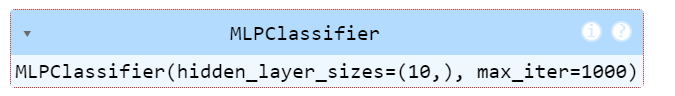 MLPClassifier i ?
MLPClassifier(hidden_layer_sizes=(10,), max_iter=1000)